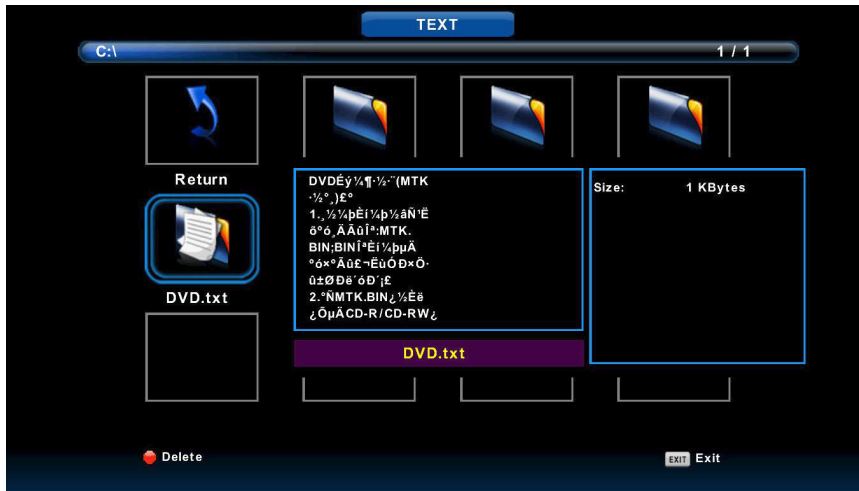 TEXT
C:\ 1 / 1
Return
DVDÉý¼¶·½·¨(MTK
·½°¸)£º
1.¸½¼þÈí¼þ½âÑ¹Ë
õºó¸ÄÃûÎª:MTK.
BIN;BINÎªÈí¼þµÄ
ºó×ºÃû£¬ËùÓÐ×Ö·
û±ØÐë´óÐ´¡£
2.°ÑMTK.BIN¿½Èë
¿ÕµÄCD-R/CD-RW¿
Size: 1 KBytes
DVD.txt
DVD.txt
Delete
EXIT Exit